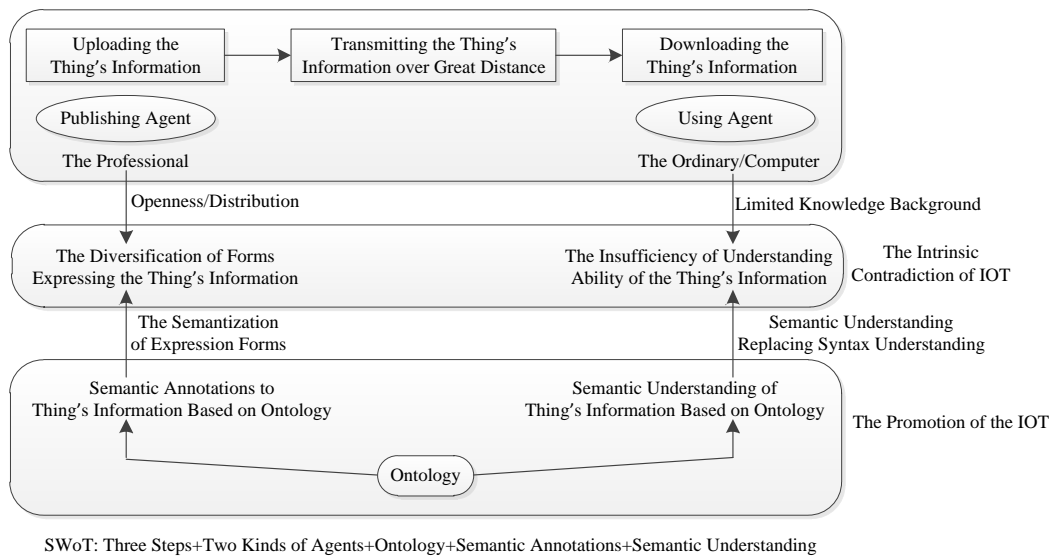 Uploading the
Thing's Information
Transmitting the Thing's
Information over Great Distance
Downloading the
Thing's Information
Publishing Agent
Using Agent
The Professional
The Ordinary/Computer
Openness/Distribution
Limited Knowledge Background
The Diversification of Forms
Expressing the Thing's Information
The Insufficiency of Understanding
Ability of the Thing's Information
The Intrinsic
Contradiction of IOT
The Semantization
of Expression Forms
Semantic Understanding
Replacing Syntax Understanding
Semantic Annotations to
Thing's Information Based on Ontology
Semantic Understanding of
Thing's Information Based on Ontology
The Promotion of the IOT
Ontology
SWoT: Three Steps+Two Kinds of Agents+Ontology+Semantic Annotations+Semantic Understanding